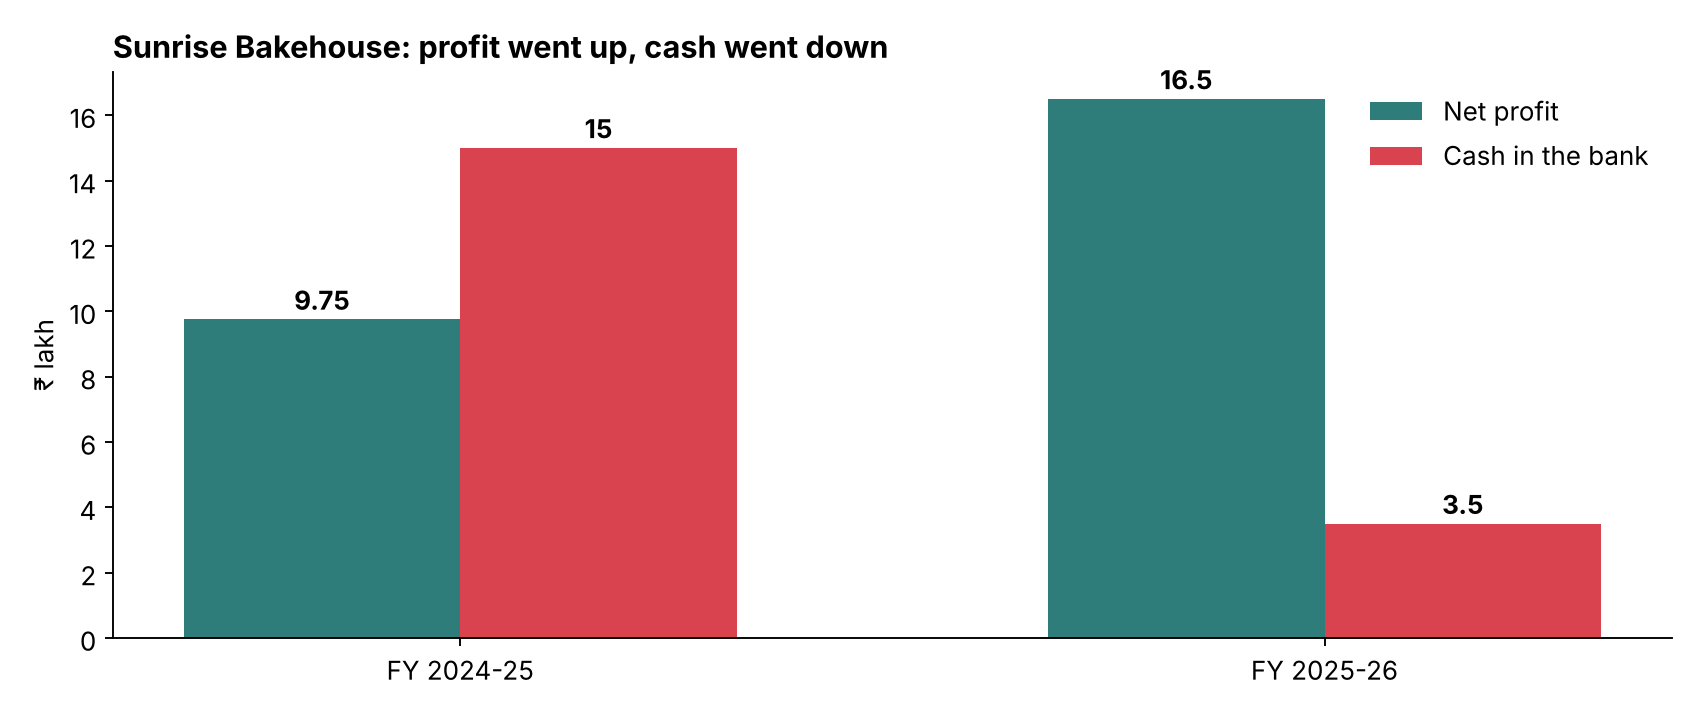 Sunrise Bakehouse: profit went up, cash went down
₹ lakh
16
14
12
10
8
6
4
2
0
9.75
15
16.5
3.5
Net profit
Cash in the bank
FY 2024-25
FY 2025-26